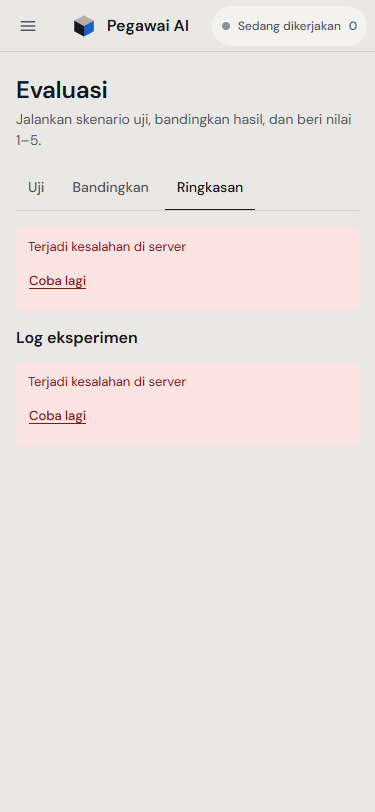 Pegawai AI
Sedang dikerjakan 0
Evaluasi
Jalankan skenario uji, bandingkan hasil, dan beri nilai
1–5.
Uji Bandingkan Ringkasan
Terjadi kesalahan di server
Coba lagi
Log eksperimen
Terjadi kesalahan di server
Coba lagi